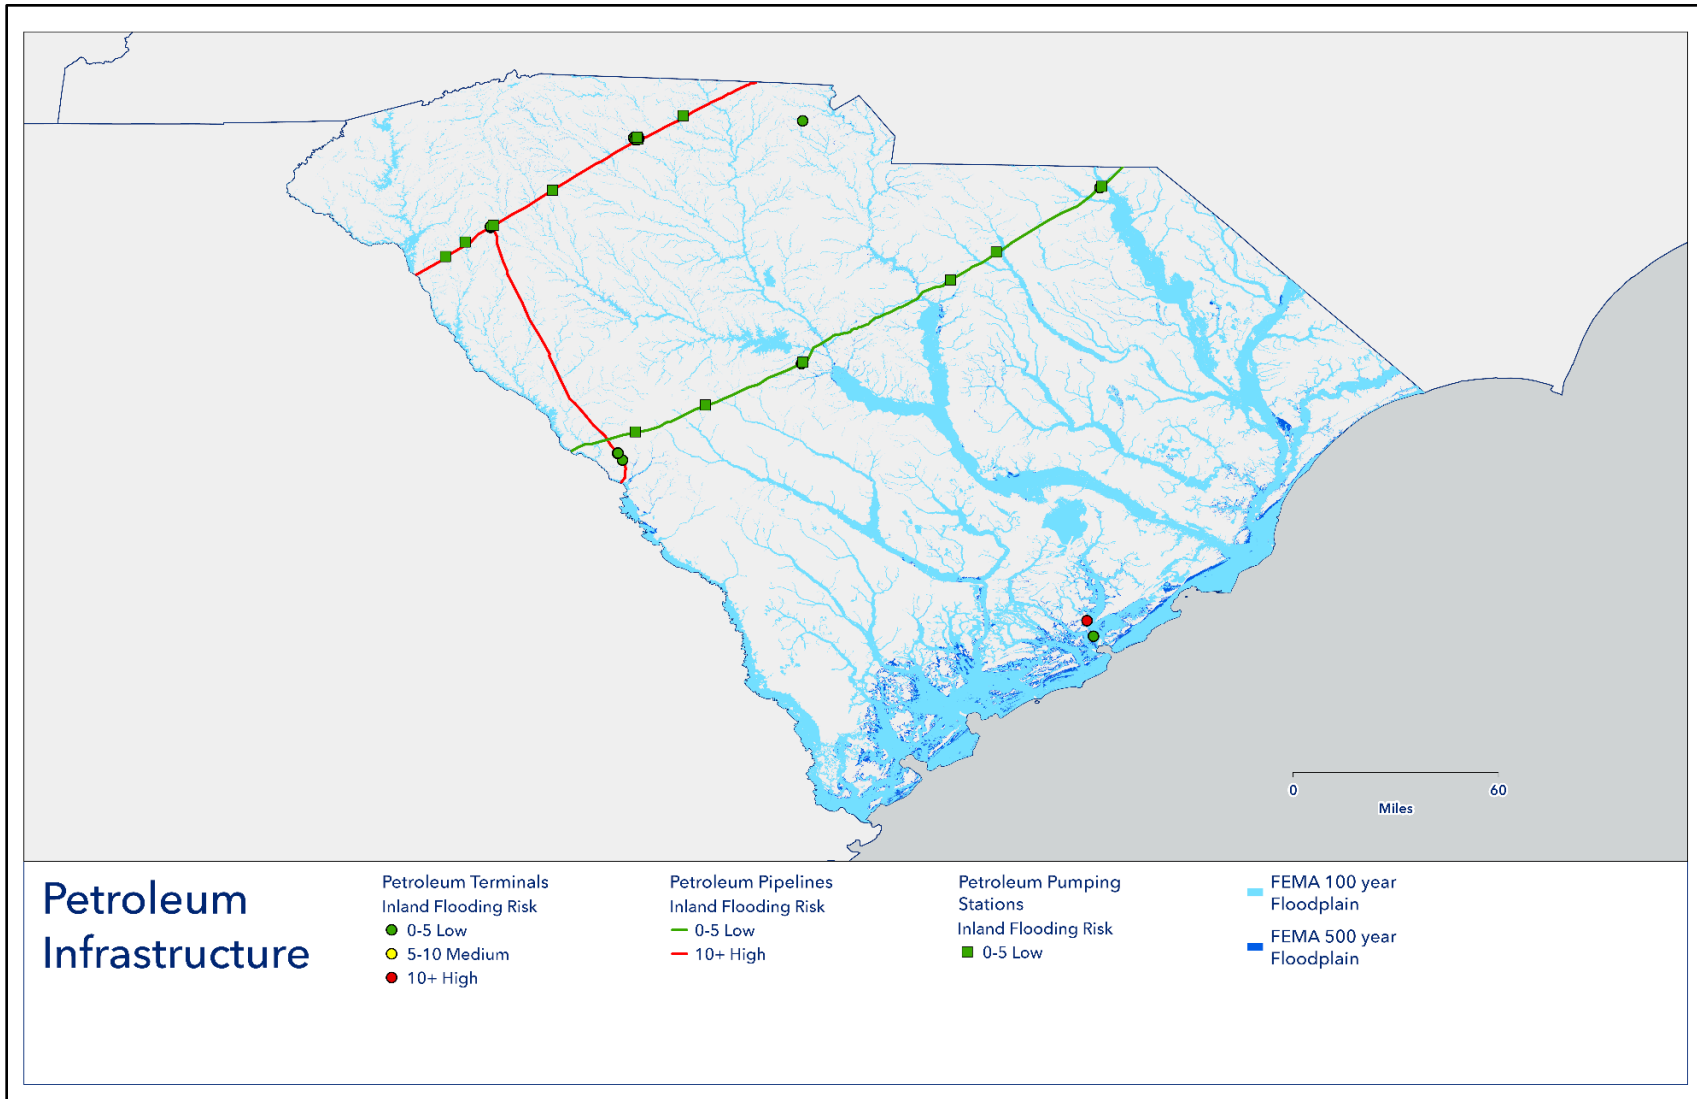 0
60
Miles
Petroleum
Infrastructure
Petroleum Terminals
Inland Flooding Risk
0-5 Low
5-10 Medium
10+ High
Petroleum Pipelines
Inland Flooding Risk
0-5 Low
10+ High
Petroleum Pumping
Stations
Inland Flooding Risk
0-5 Low
FEMA 100 year
Floodplain
FEMA 500 year
Floodplain